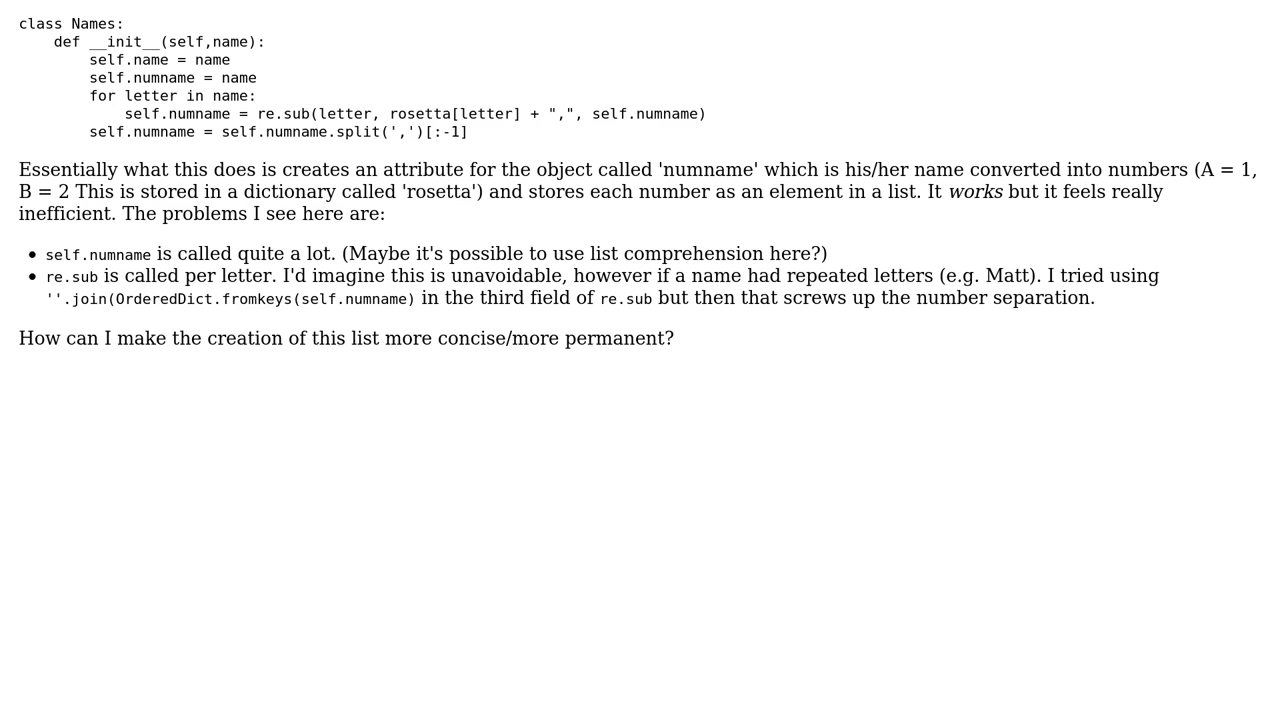 class Names:
    def __init__(self,name):
        self.name = name
        self.numname = name
        for letter in name:
            self.numname = re.sub(letter, rosetta[letter] + ",", self.numname)
        self.numname = self.numname.split(',')[:-1]
Essentially what this does is creates an attribute for the object called 'numname' which is his/her name converted into numbers (A = 1,
B = 2 This is stored in a dictionary called 'rosetta') and stores each number as an element in a list. It works but it feels really
inefficient. The problems I see here are:
• self.numname is called quite a lot. (Maybe it's possible to use list comprehension here?)
• re.sub is called per letter. I'd imagine this is unavoidable, however if a name had repeated letters (e.g. Matt). I tried using
''.join(OrderedDict.fromkeys(self.numname) in the third field of re.sub but then that screws up the number separation.
How can I make the creation of this list more concise/more permanent?